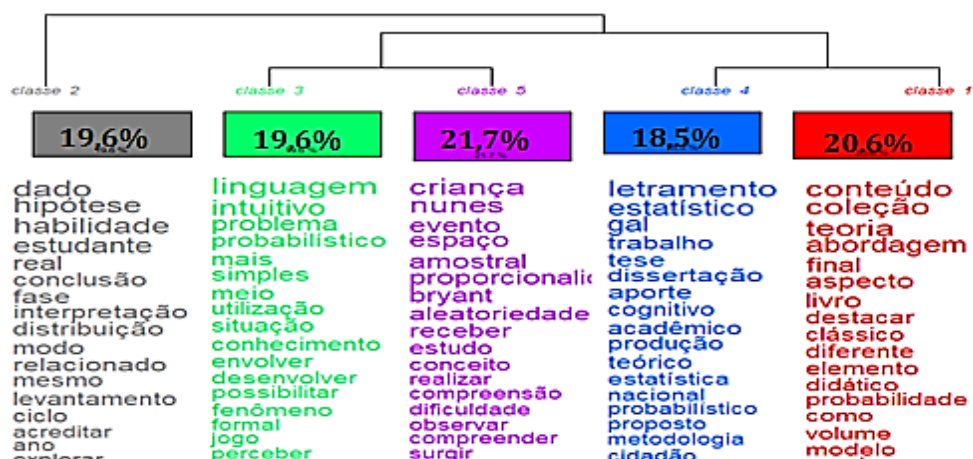 classe 2
classe 3
classe 5
classe 4
classe 1
19,6%
19,6%
21,7%
18,5%
20,6%
dado
hipótese
habilidade
estudante
real
conclusão
fase
interpretação
distribuição
modo
relacionado
mesmo
levantamento
ciclo
acreditar
ano
explorar
linguagem
intuitivo
problema
probabilístico
mais
simples
meio
utilização
situação
conhecimento
envolver
desenvolver
possibilitar
fenômeno
formal
jogo
perceber
criança
nunes
evento
espaço
amostral
proporcionalic
bryant
aleatoriedade
receber
estudo
conceito
realizar
compreensão
dificuldade
observar
compreender
surgir
letramento
estatístico
gal
trabalho
tese
dissertação
aporte
cognitivo
acadêmico
produção
teórico
estatística
nacional
probabilístico
proposto
metodologia
cidadão
conteúdo
coleção
teoria
abordagem
final
aspecto
livro
destacar
clássico
diferente
elemento
didático
probabilidade
como
volume
modelo